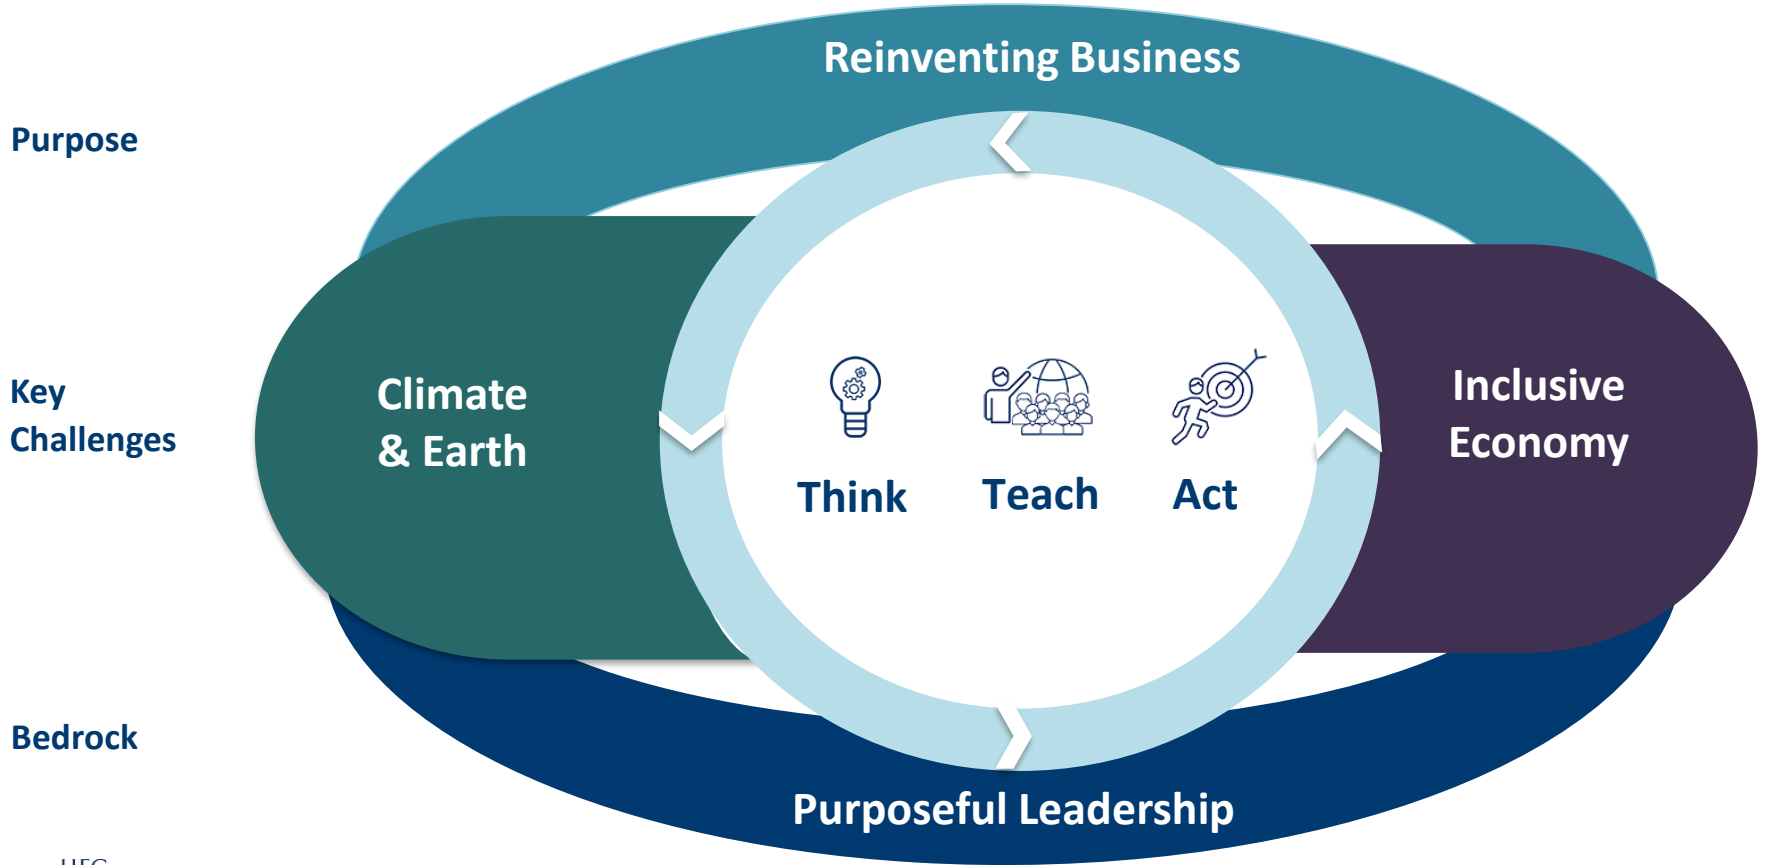 Reinventing Business
Purpose
Key
Challenges
Climate
& Earth
Inclusive
Economy
Think
Teach
Act
Bedrock
Purposeful Leadership